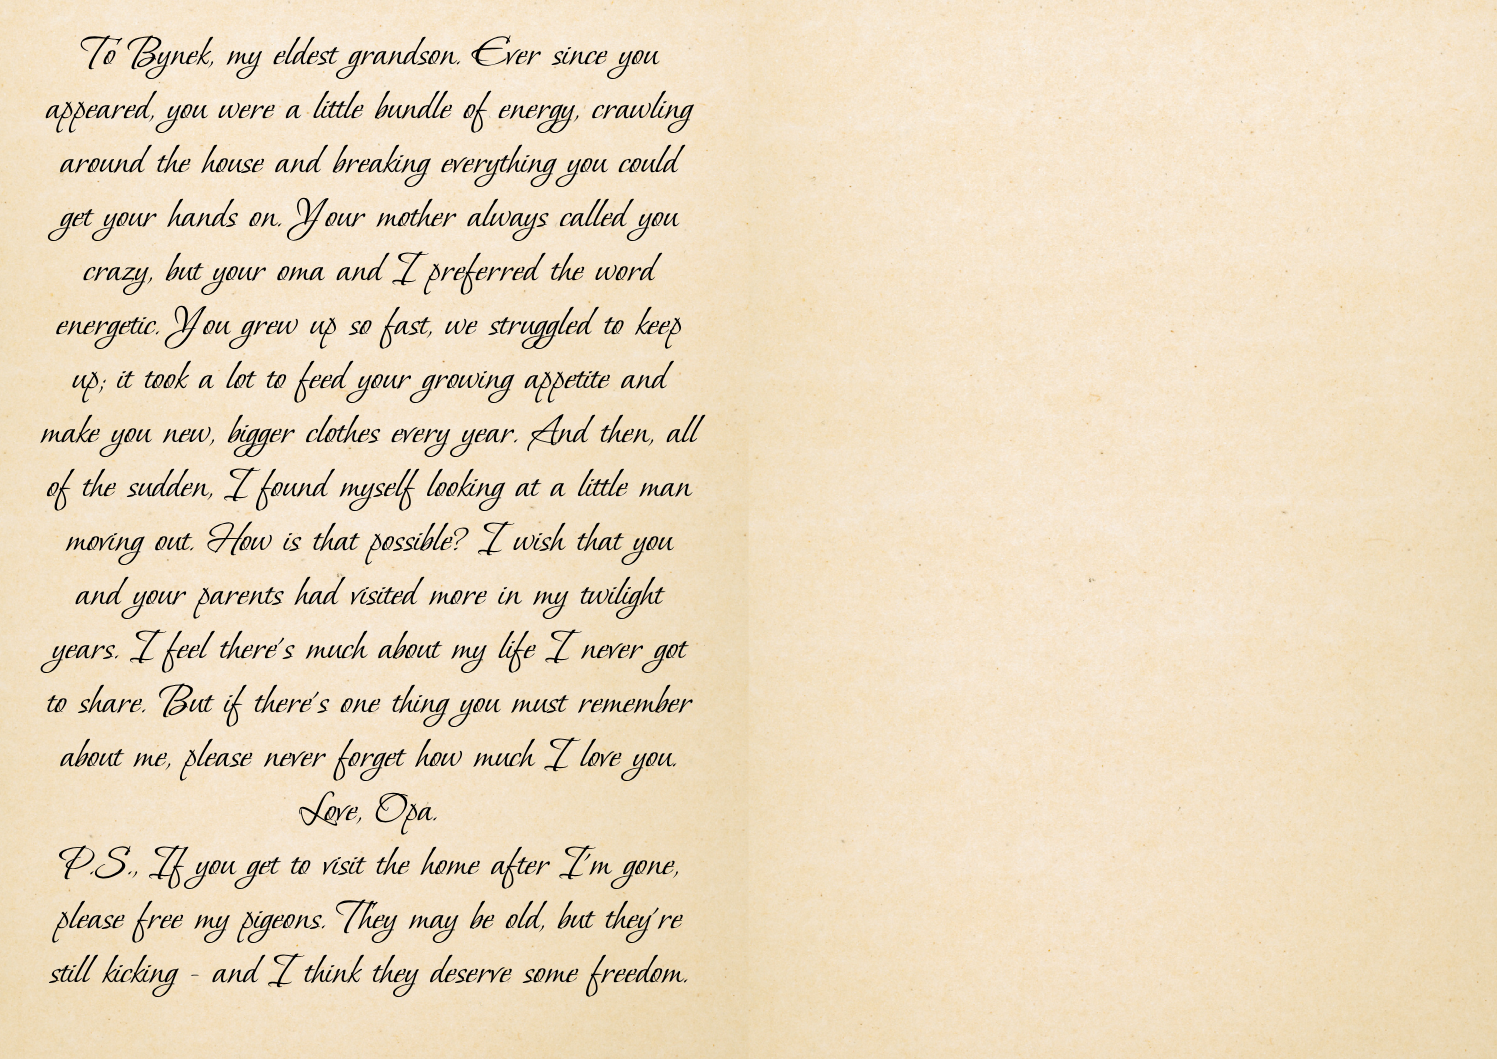 To Bynek, my eldest grandson. Ever since you
appeared, you were a little bundle of energy, crawling
around the house and breaking everything you could
get your hands on. Your mother always called you
crazy, but your oma and I preferred the word
energetic. You grew up so fast, we struggled to keep
up; it took a lot to feed your growing appetite and
make you new, bigger clothes every year. And then, all
of the sudden, I found myself looking at a little man
moving out. How is that possible? I wish that you
and your parents had visited more in my twilight
years. I feel there's much about my life I never got
to share. But if there's one thing you must remember
about me, please never forget how much I love you.
Love, Opa.
P.S., If you get to visit the home after I'm gone,
please free my pigeons. They may be old, but they're
still kicking - and I think they deserve some freedom.